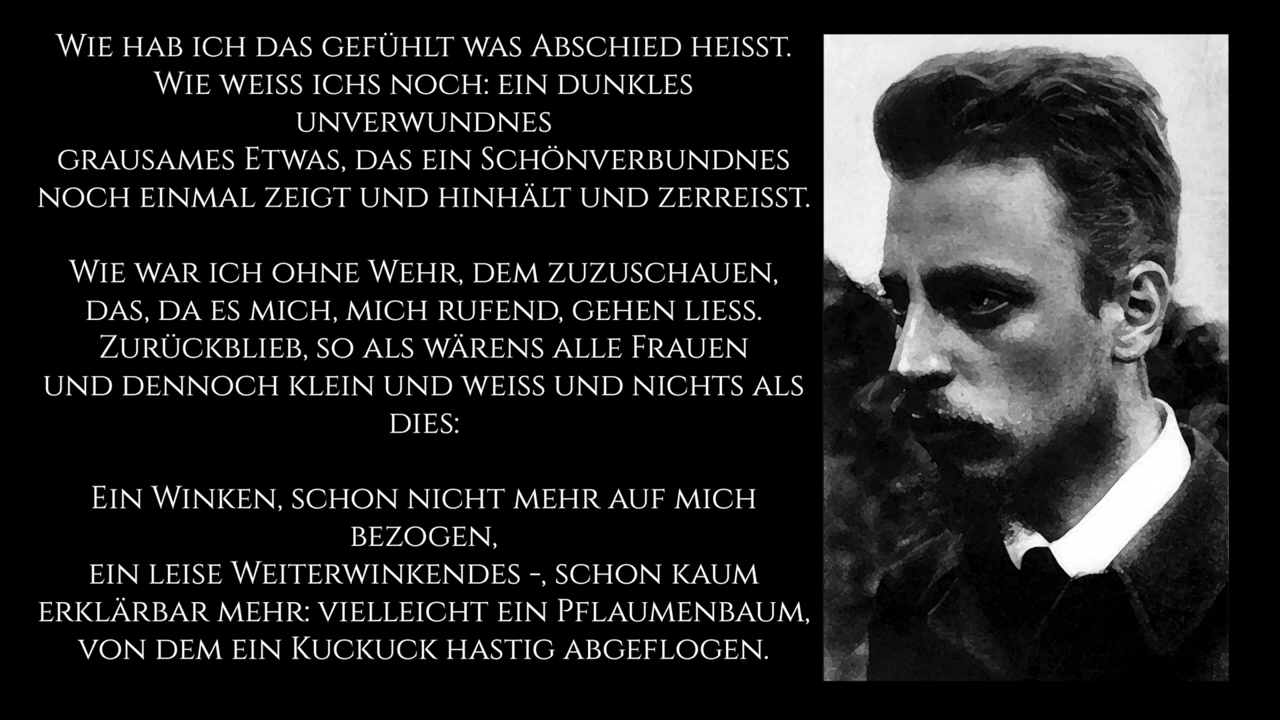 Wie hab ich das gefühlt was Abschied heisst.
Wie weiss ichs noch: ein dunkles
unverwundnes
grausames Etwas, das ein Schönverbundnes
noch einmal zeigt und hinhält und zerreisst.
Wie war ich ohne Wehr, dem zuzuschauen,
das, da es mich, mich rufend, gehen liess.
Zurückblieb, so als wärens alle Frauen
und dennoch klein und weiss und nichts als
dies:
Ein Winken, schon nicht mehr auf mich
bezogen,
ein leise Weiterwinkendes -, schon kaum
erklärbar mehr: vielleicht ein Pflaumenbaum,
von dem ein Kuckuck hastig abgeflogen.